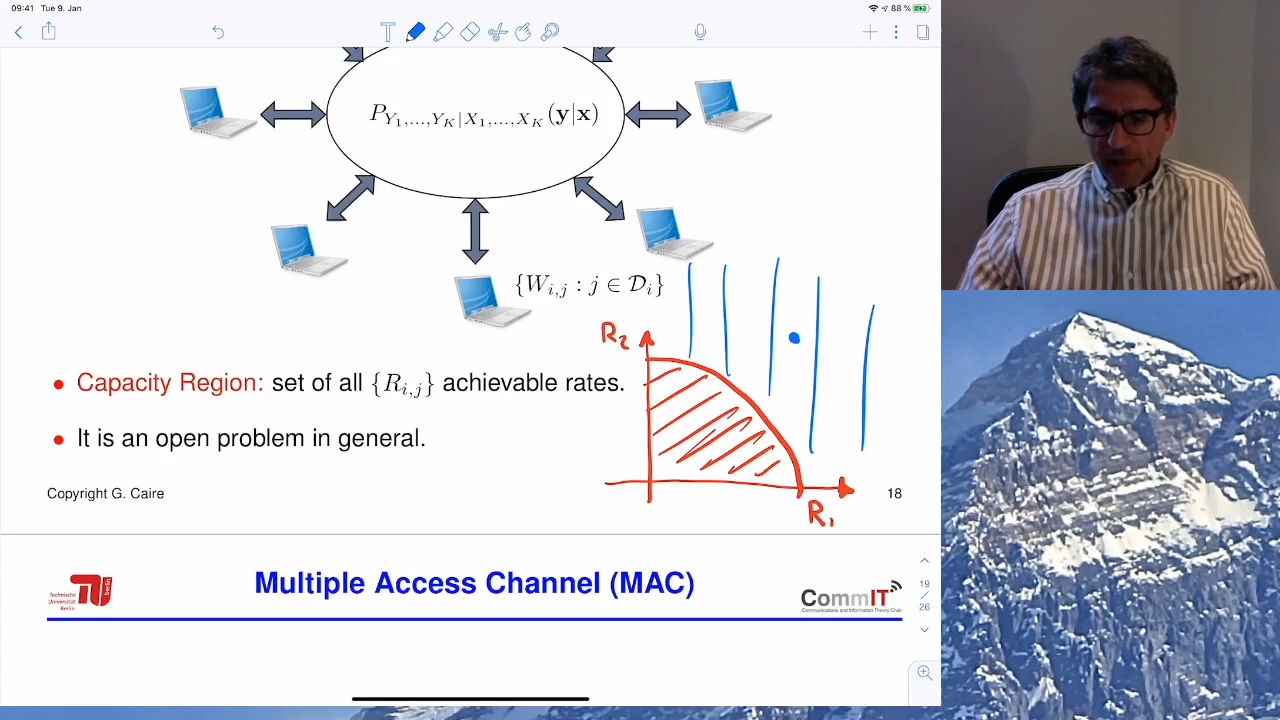 09:41 Tue 9. Jan
88 %
P_{Y_1,...,Y_K|X_1,...,X_K}(y|x)
{W_{i,j} : j ∈ D_i}
R_2
• Capacity Region: set of all {R_{i,j}} achievable rates.
• It is an open problem in general.
Copyright G. Caire
18
R_1
Technische
Universität
Berlin
berlin
Multiple Access Channel (MAC)
CommIT
Communications and Information Theory Chair
19
/
26